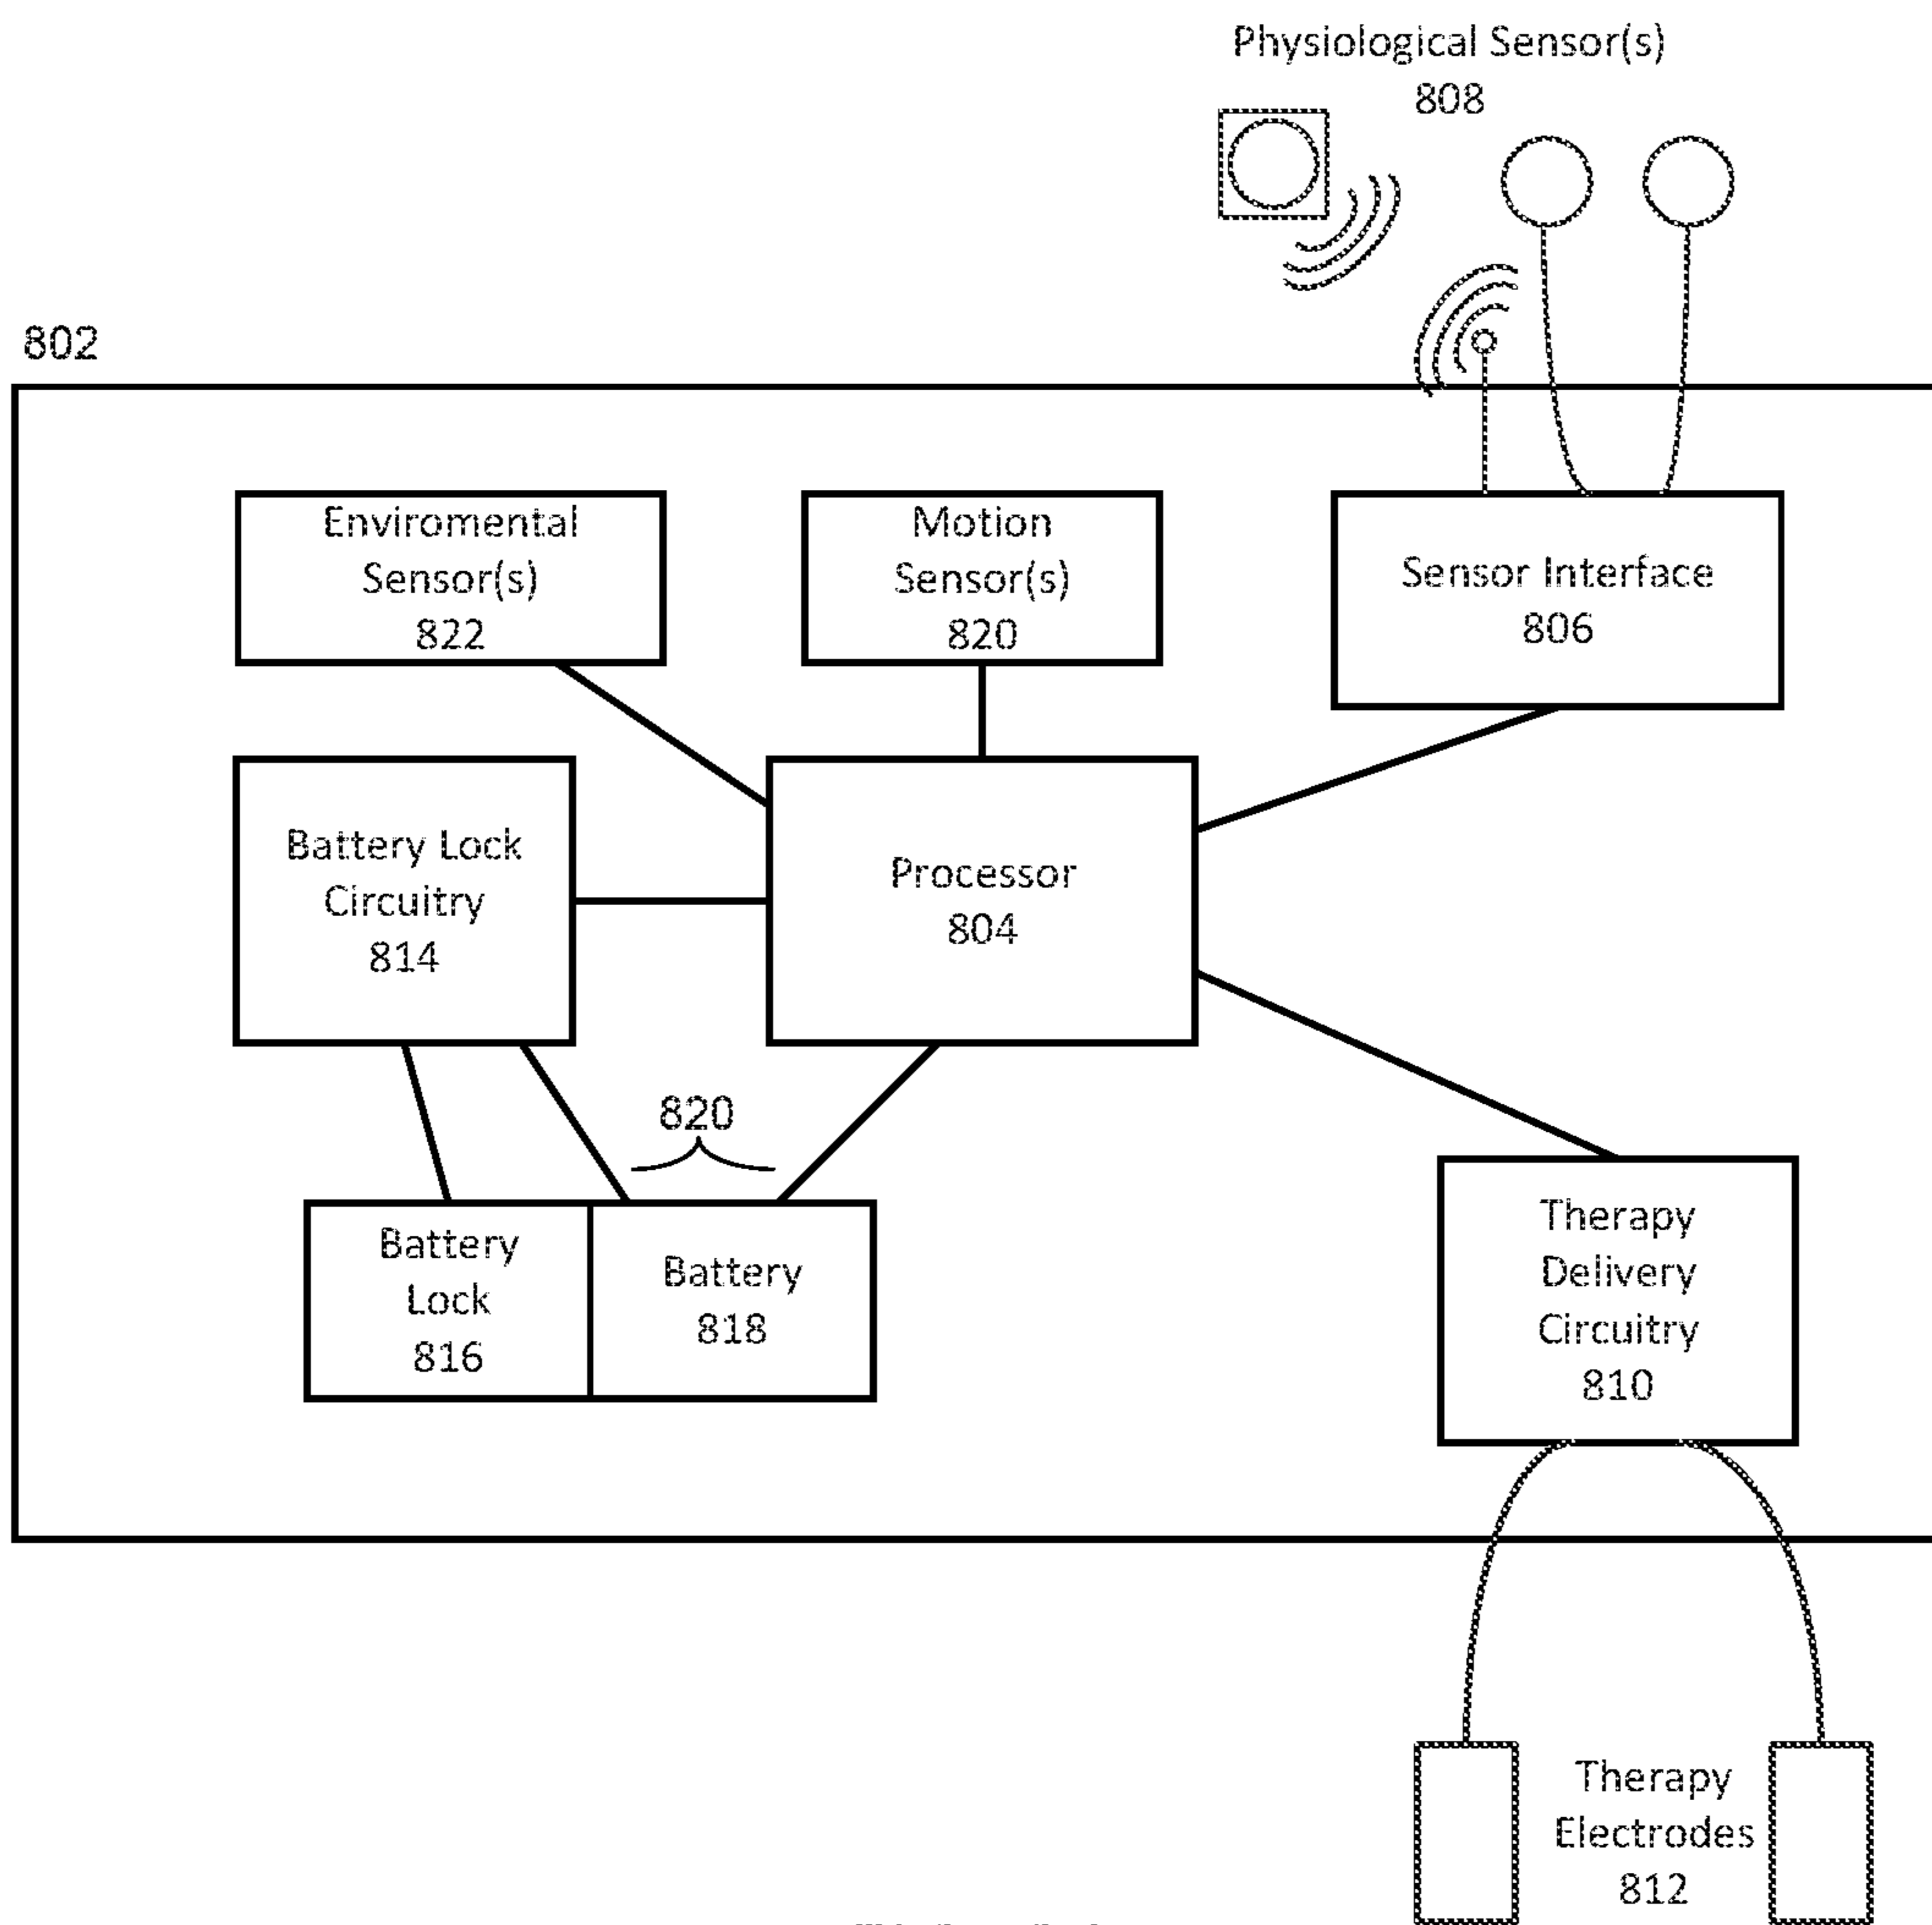 Physiological Sensor(s)
808
802
Enviromental
Sensor(s)
822
Motion
Sensor(s)
820
Sensor Interface
806
Battery Lock
Circuitry
814
Processor
804
820
Battery
Lock
816
Battery
818
Therapy
Delivery
Circuitry
810
Therapy
Electrodes
812